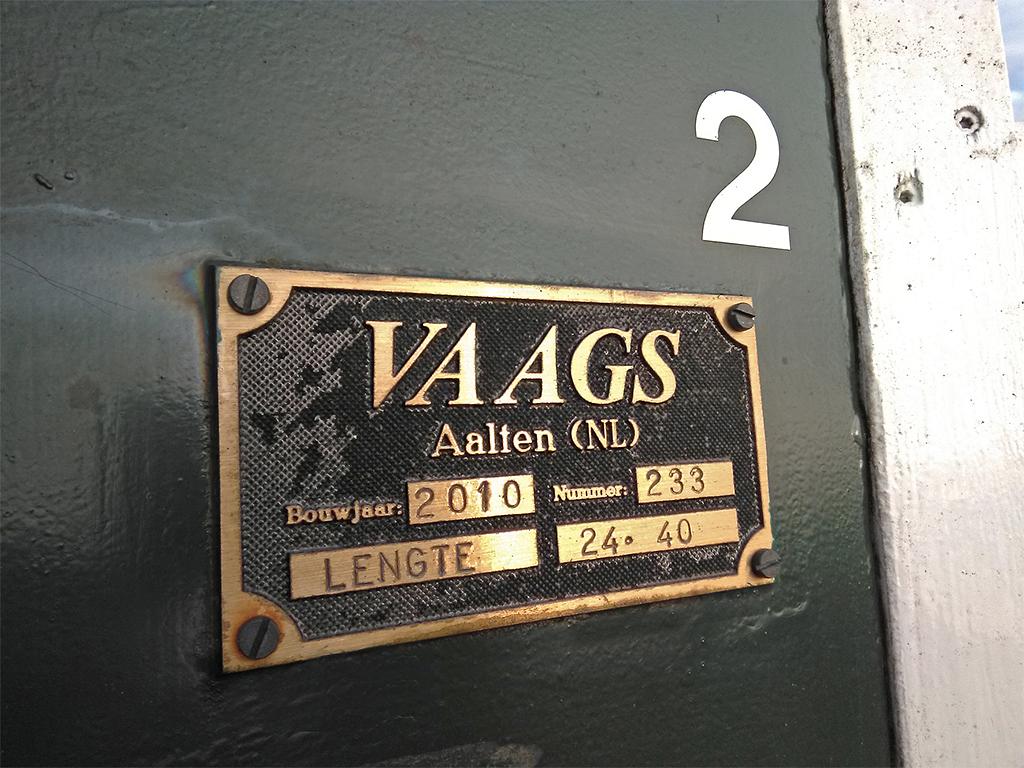 2
VAAGS
Aalten (NL)
Bouwjaar: 2010 Nummer: 233
LENGTE 24.40